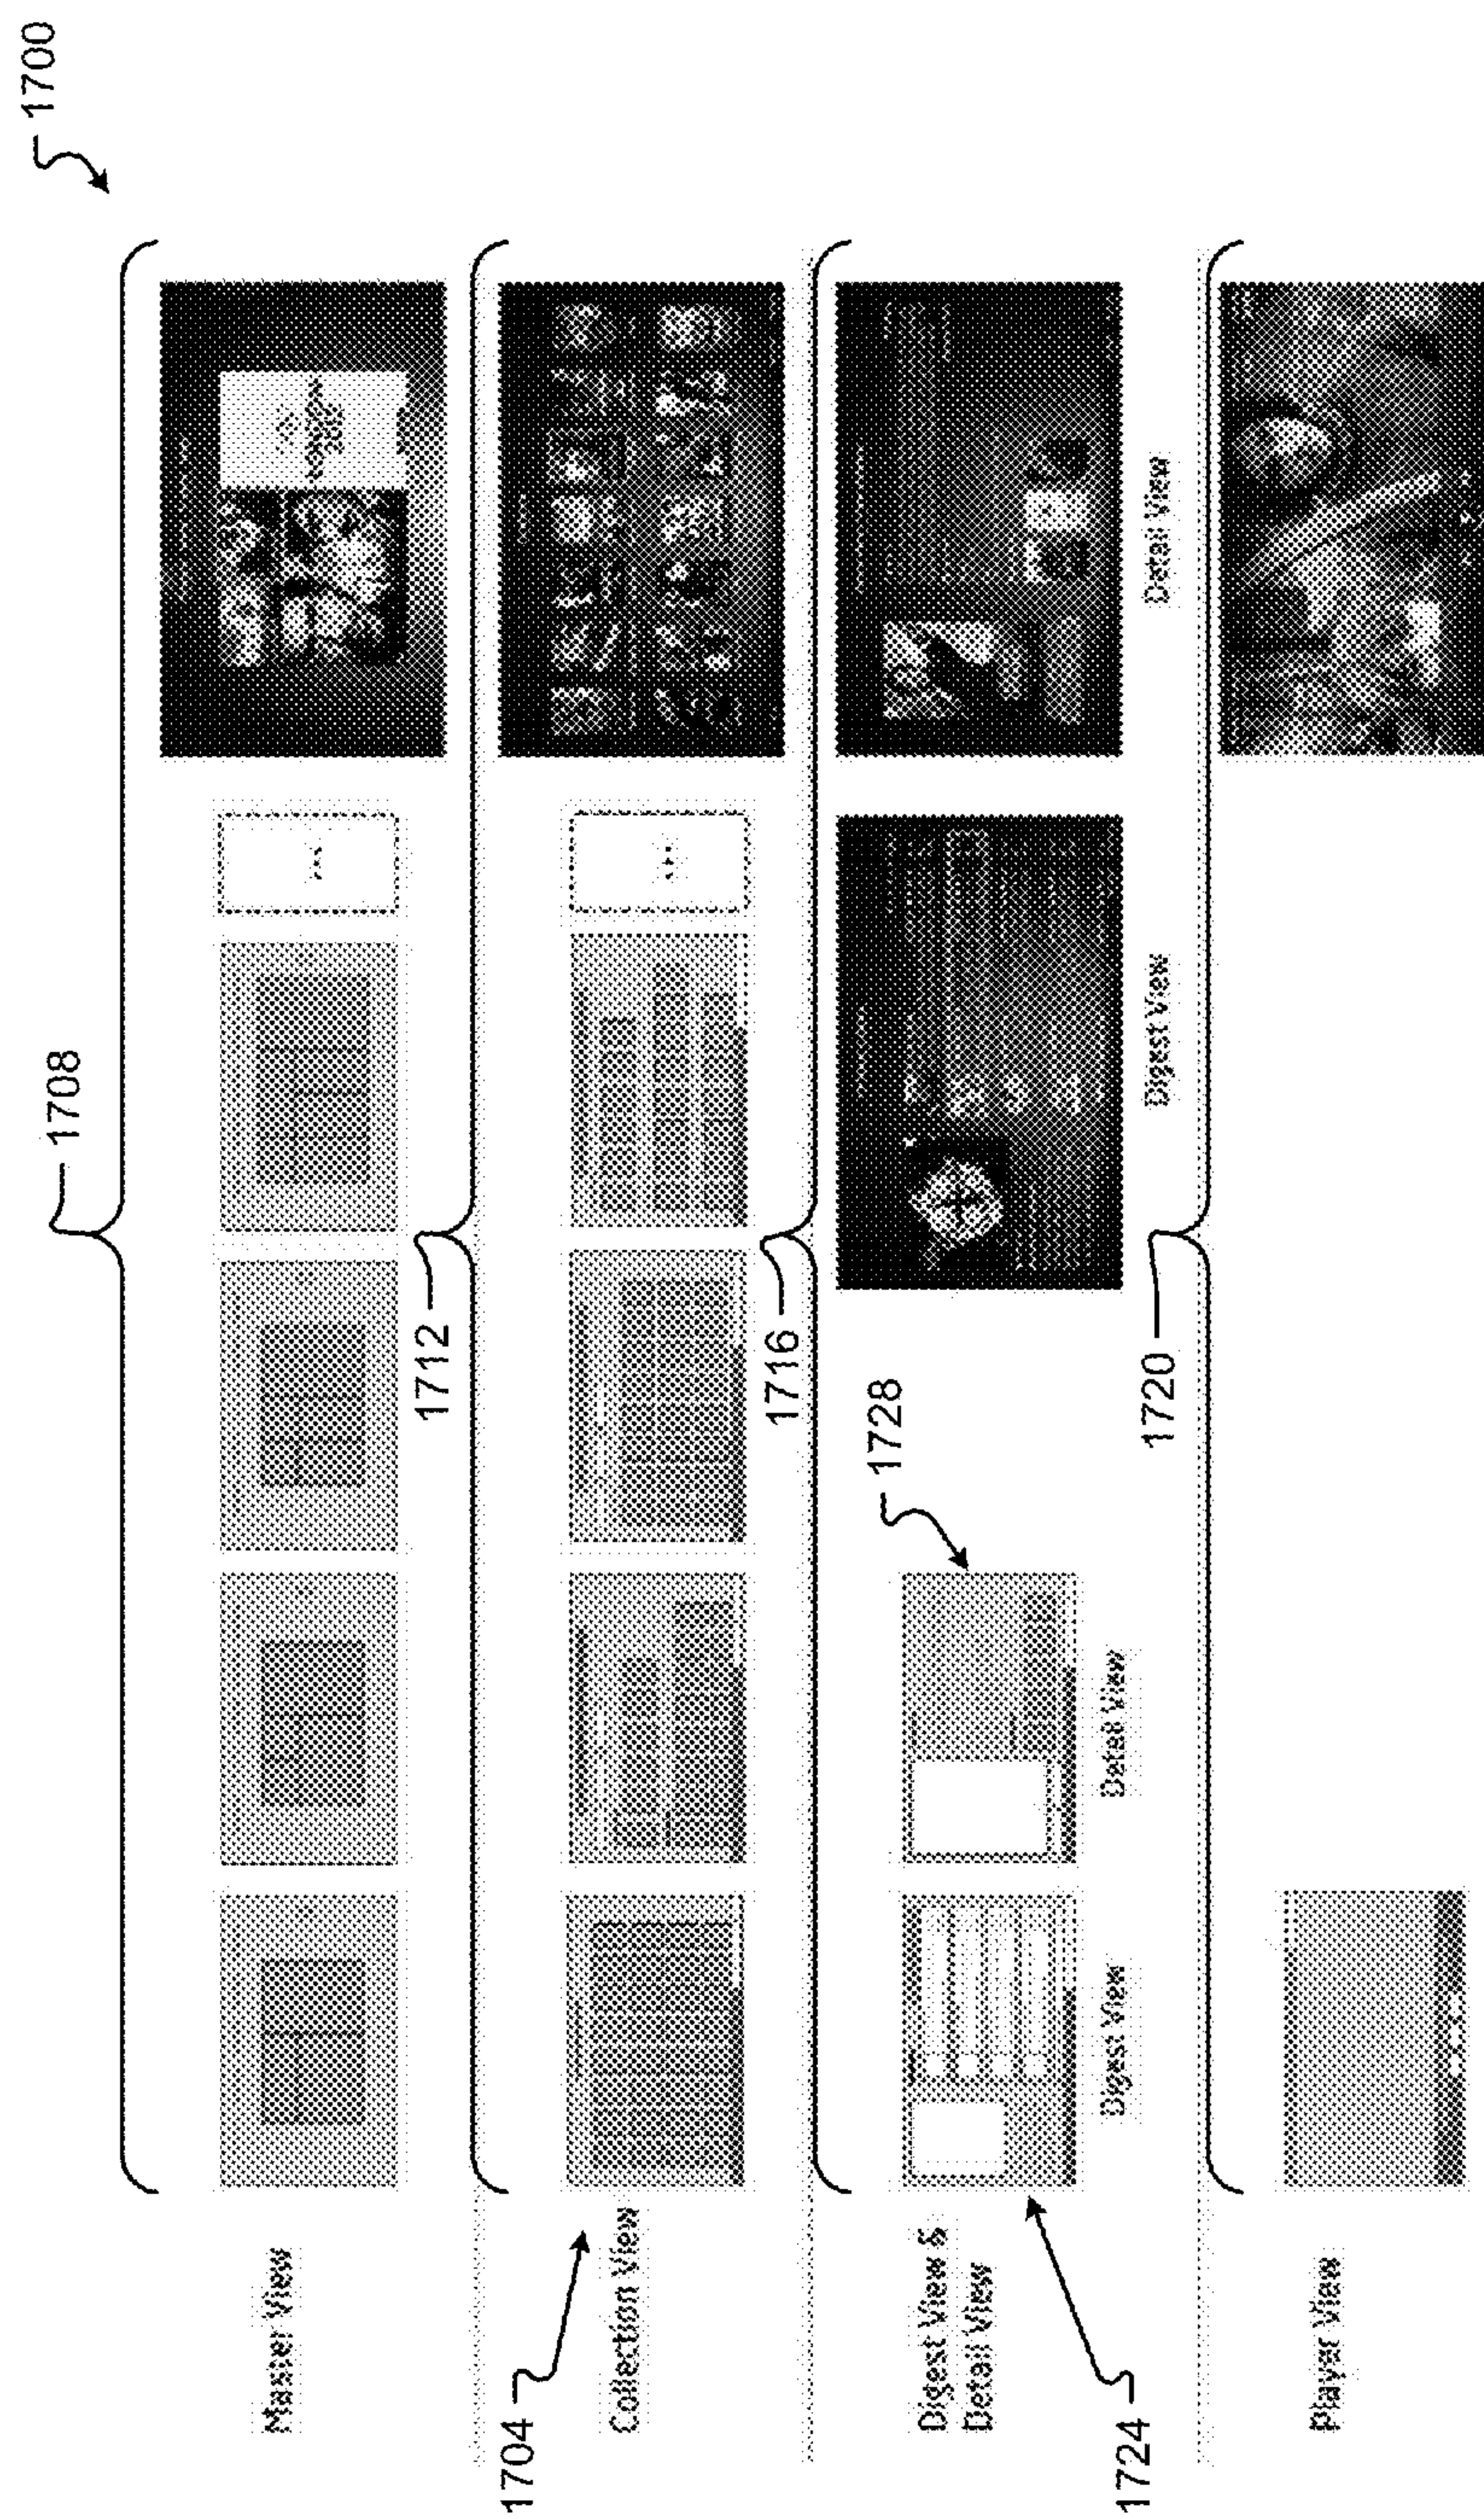 1700
1708
Master View
1712
1704
Collection View
1716
1728
Digest View &
Detail View
Digest View
Detail View
Digest View
Detail View
1724
1720
Player View